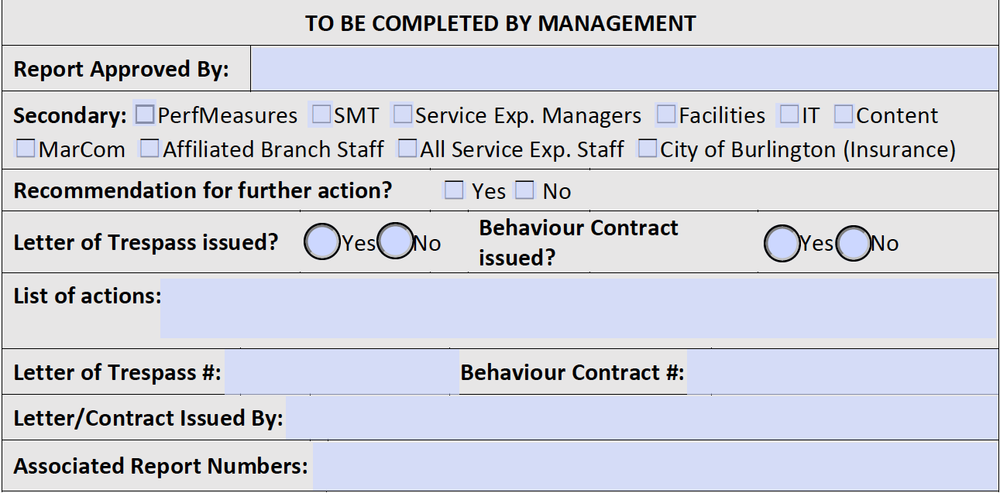 TO BE COMPLETED BY MANAGEMENT
Report Approved By:
Secondary: PerfMeasures SMT Service Exp. Managers Facilities IT Content
MarCom Affiliated Branch Staff All Service Exp. Staff City of Burlington (Insurance)
Recommendation for further action? Yes No
Letter of Trespass issued? Yes No
Behaviour Contract
issued? Yes No
List of actions:
Letter of Trespass #: Behaviour Contract #:
Letter/Contract Issued By:
Associated Report Numbers: